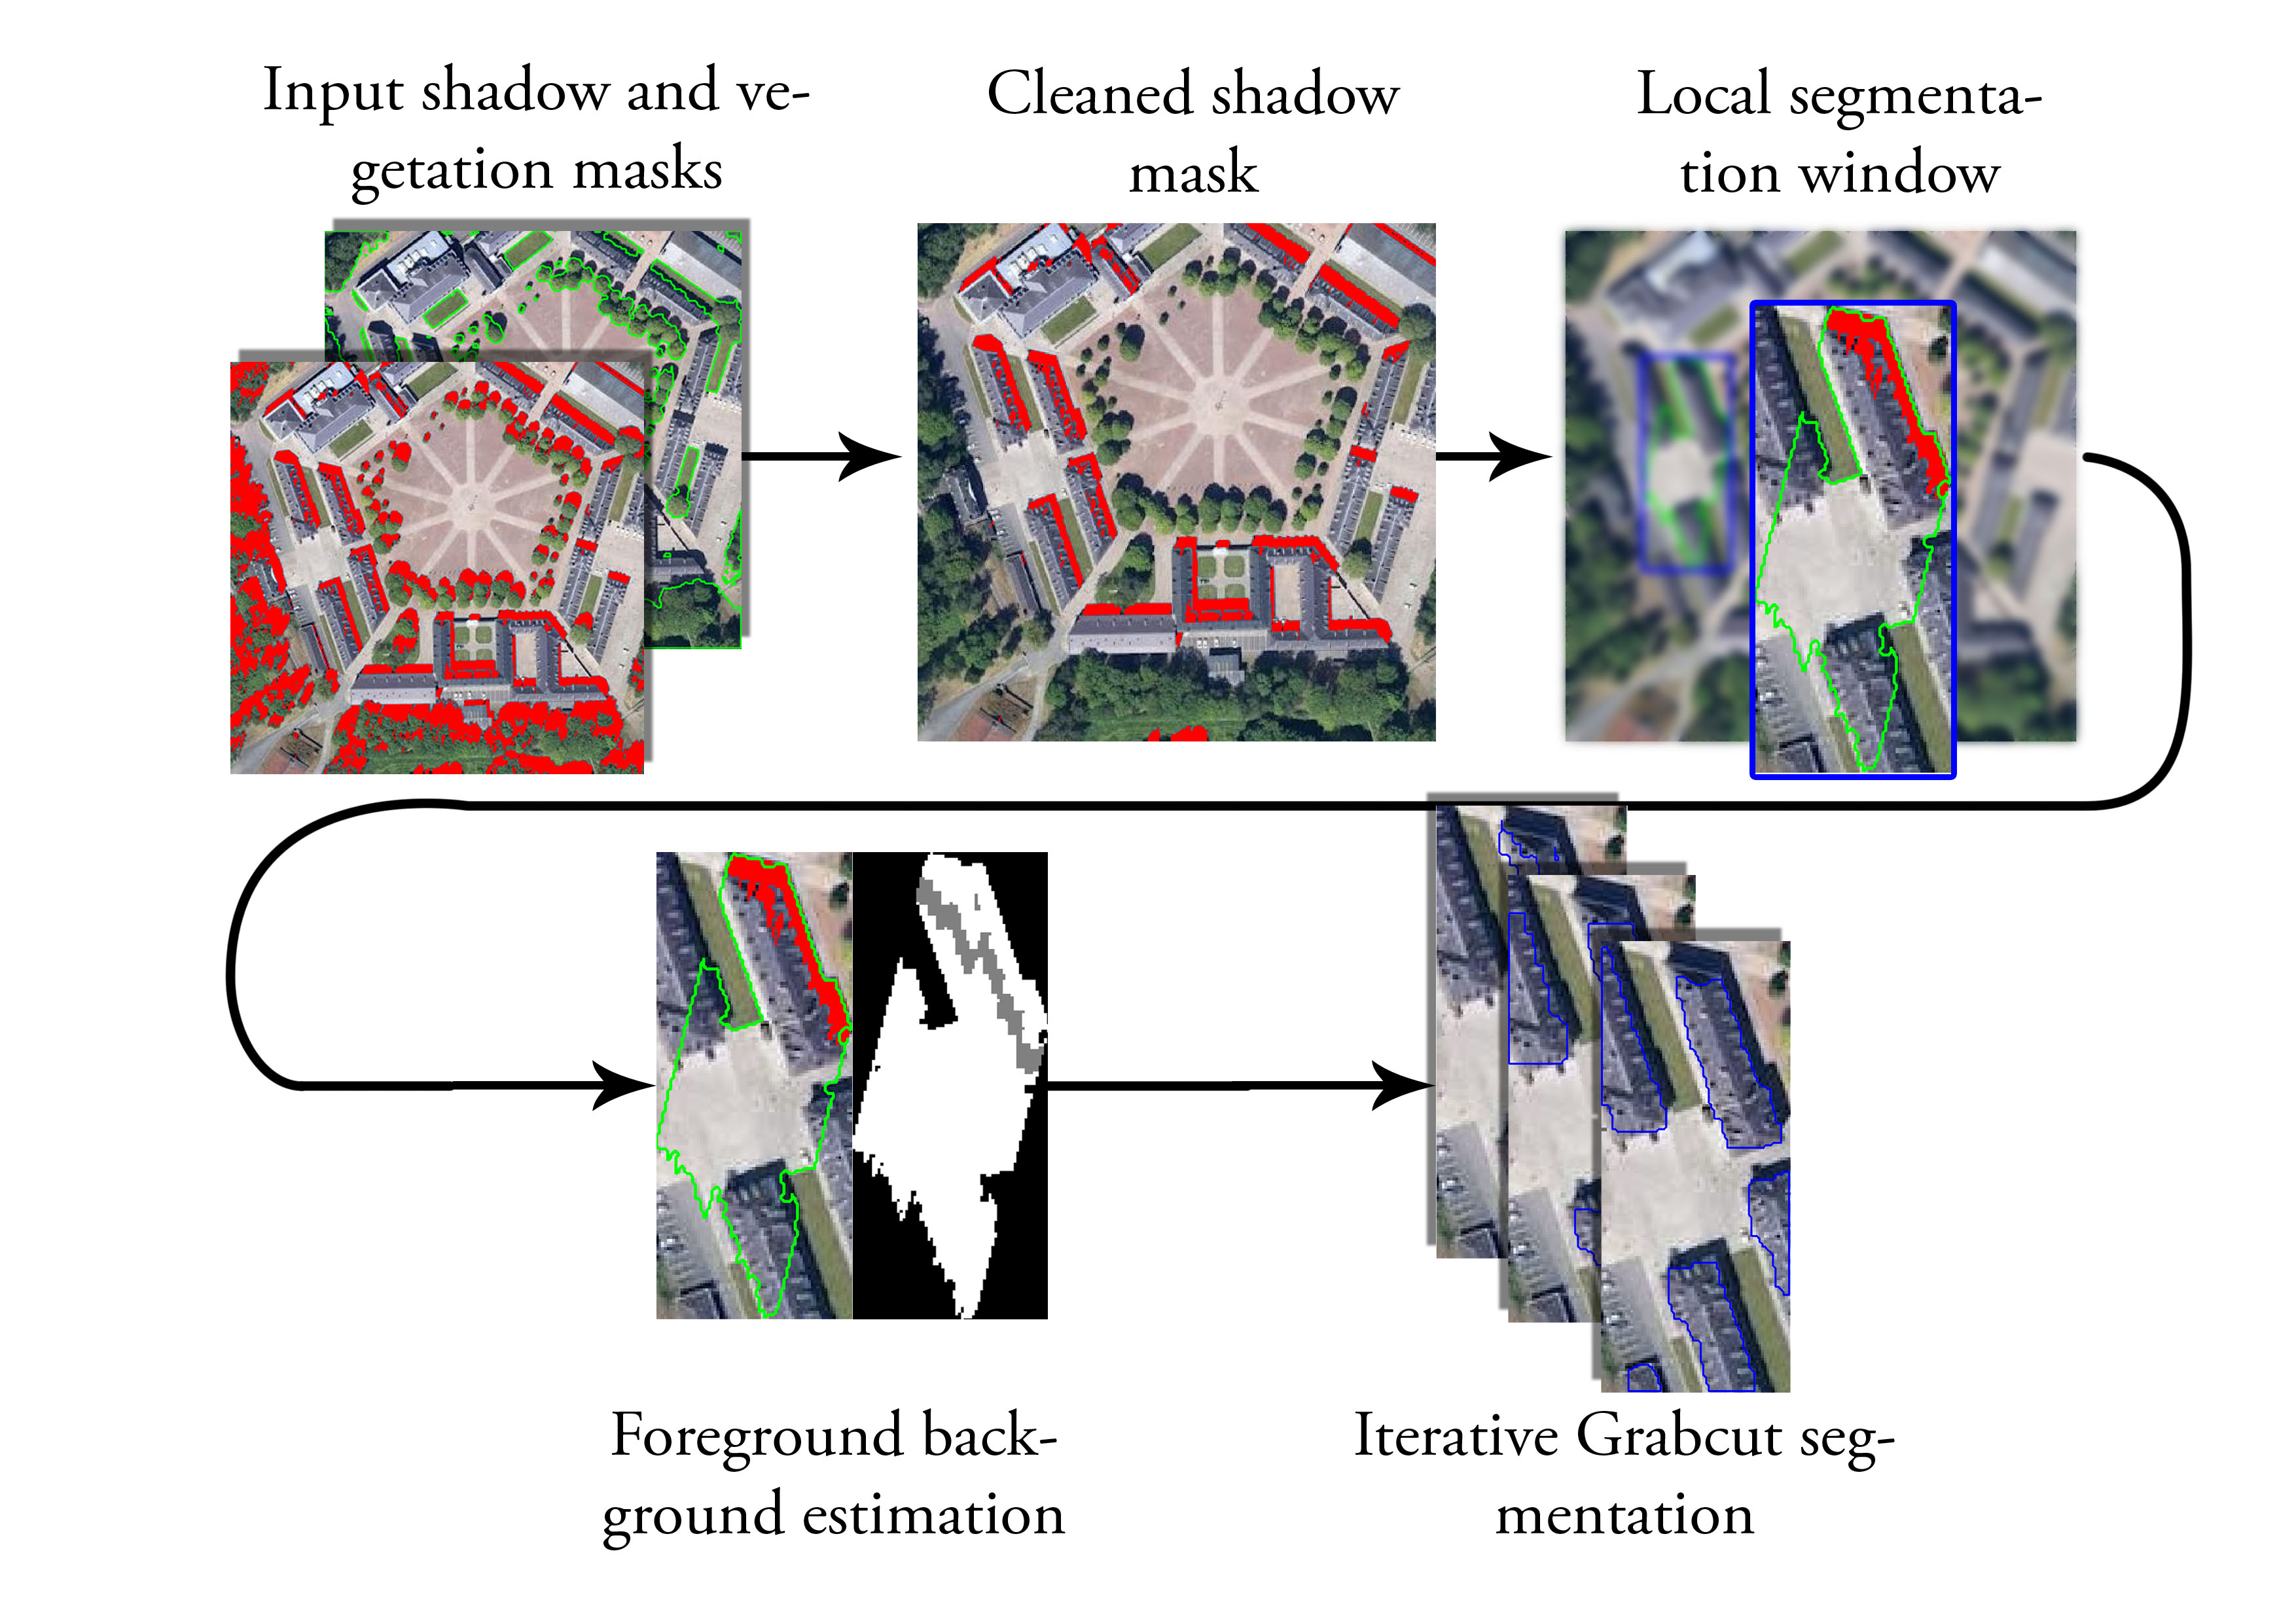 Input shadow and ve-
getation masks
Cleaned shadow
mask
Local segmenta-
tion window
Foreground back-
ground estimation
Iterative Grabcut seg-
mentation